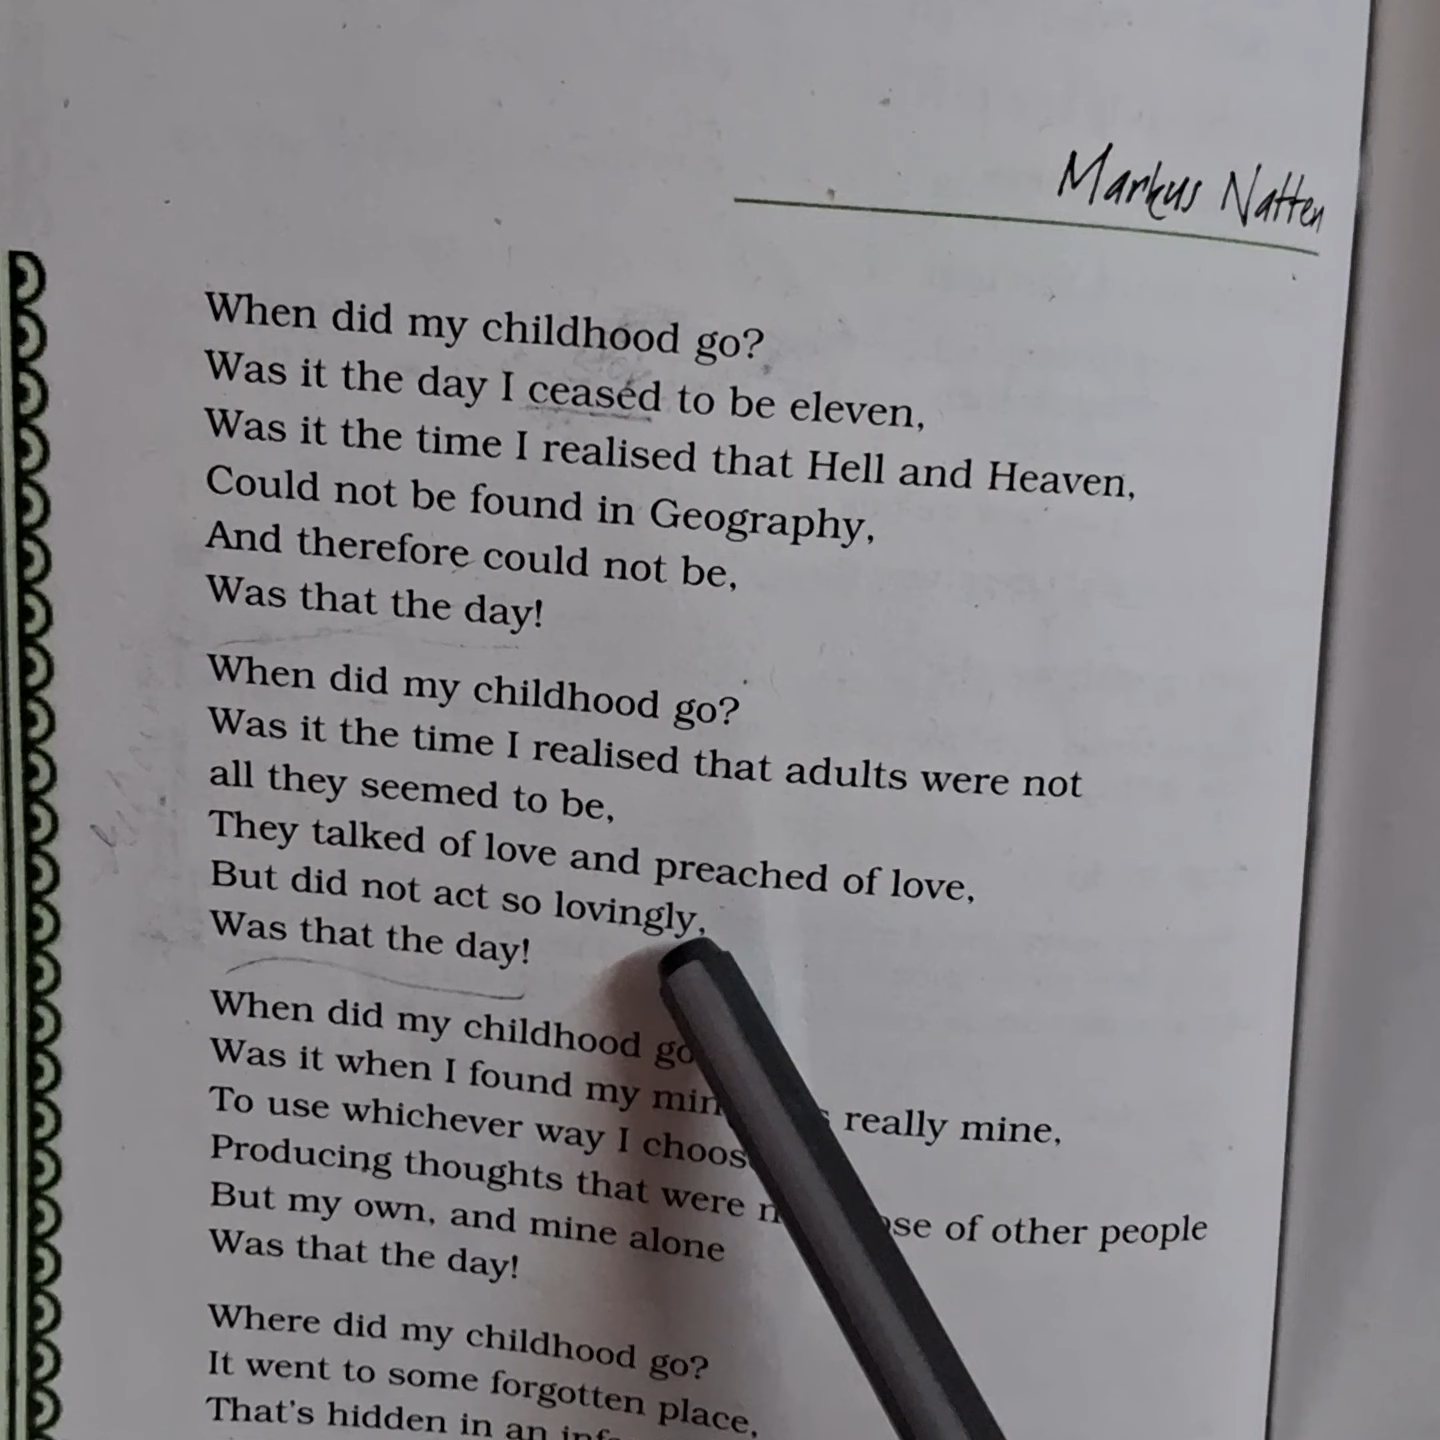 Markus Natten
When did my childhood go?
Was it the day I ceased to be eleven,
Was it the time I realised that Hell and Heaven,
Could not be found in Geography,
And therefore could not be,
Was that the day!
When did my childhood go?
Was it the time I realised that adults were not
all they seemed to be,
They talked of love and preached of love,
But did not act so lovingly,
Was that the day!
When did my childhood go
Was it when I found my really mine,
To use whichever way I
Producing thoughts that were of other people
But my own, and mine alone
Was that the day!
Where did my childhood go?
It went to some forgotten place,
That's hidden in an